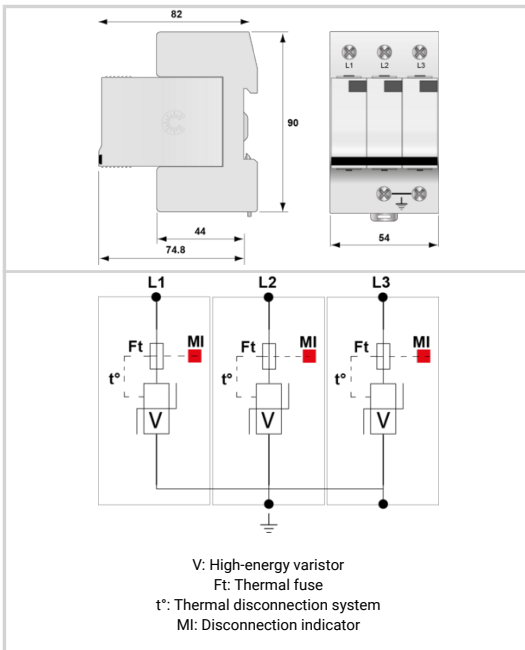 82
L1 L2 L3
90
44
74.8
54
L1 L2 L3
Ft MI Ft MI Ft MI
t° t° t°
V V V
V: High-energy varistor
Ft: Thermal fuse
t°: Thermal disconnection system
MI: Disconnection indicator